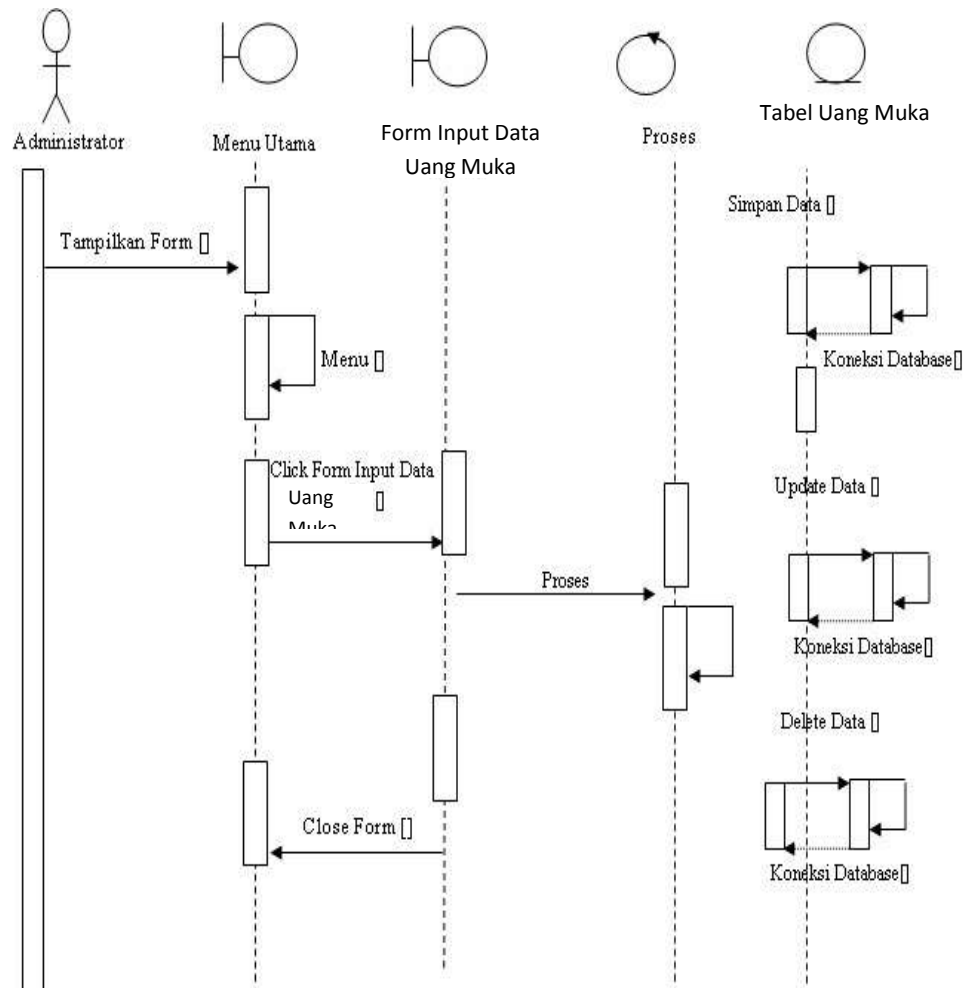 Administrator
Menu Utama
Form Input Data
Uang Muka
Proses
Tabel Uang Muka
Simpan Data []
Tampilkan Form []
Menu []
Koneksi Database[]
Click Form Input Data
Uang []
Muka
Update Data []
Proses
Koneksi Database[]
Delete Data []
Close Form []
Koneksi Database[]